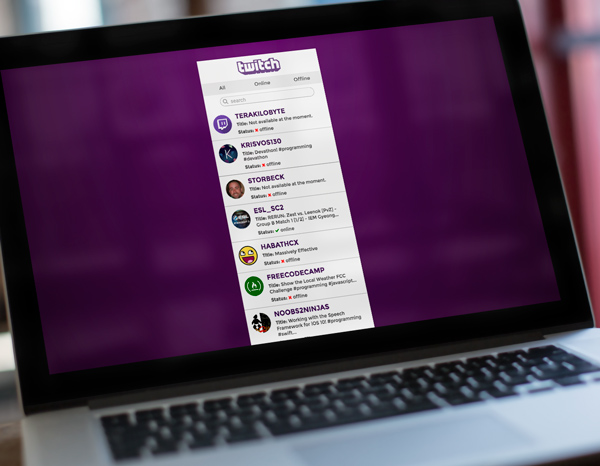 twitch
All Online Offline
search
TERAKILOBYTE
Title: Not available at the moment.
Status: ✖ offline
K
KRISVOS130
Title: Devathon! #programming
#devathon
Status: ✖ offline
STORBECK
Title: Not available at the moment.
Status: ✖ offline
ESL
ESL_SC2
Title: RERUN: Zest vs. Leenok [PvZ] -
Group B Match 1 [1/2] - IEM Gyeong...
Status: ✔ online
HABATHCX
Title: Massively Effective
Status: ✖ offline
FREECODECAMP
Title: Show the Local Weather FCC
Challenge #programming #javascript...
Status: ✖ offline
NOOBS2NINJAS
Title: Working with the Speech
Framework for iOS 10! #programming
#swift...